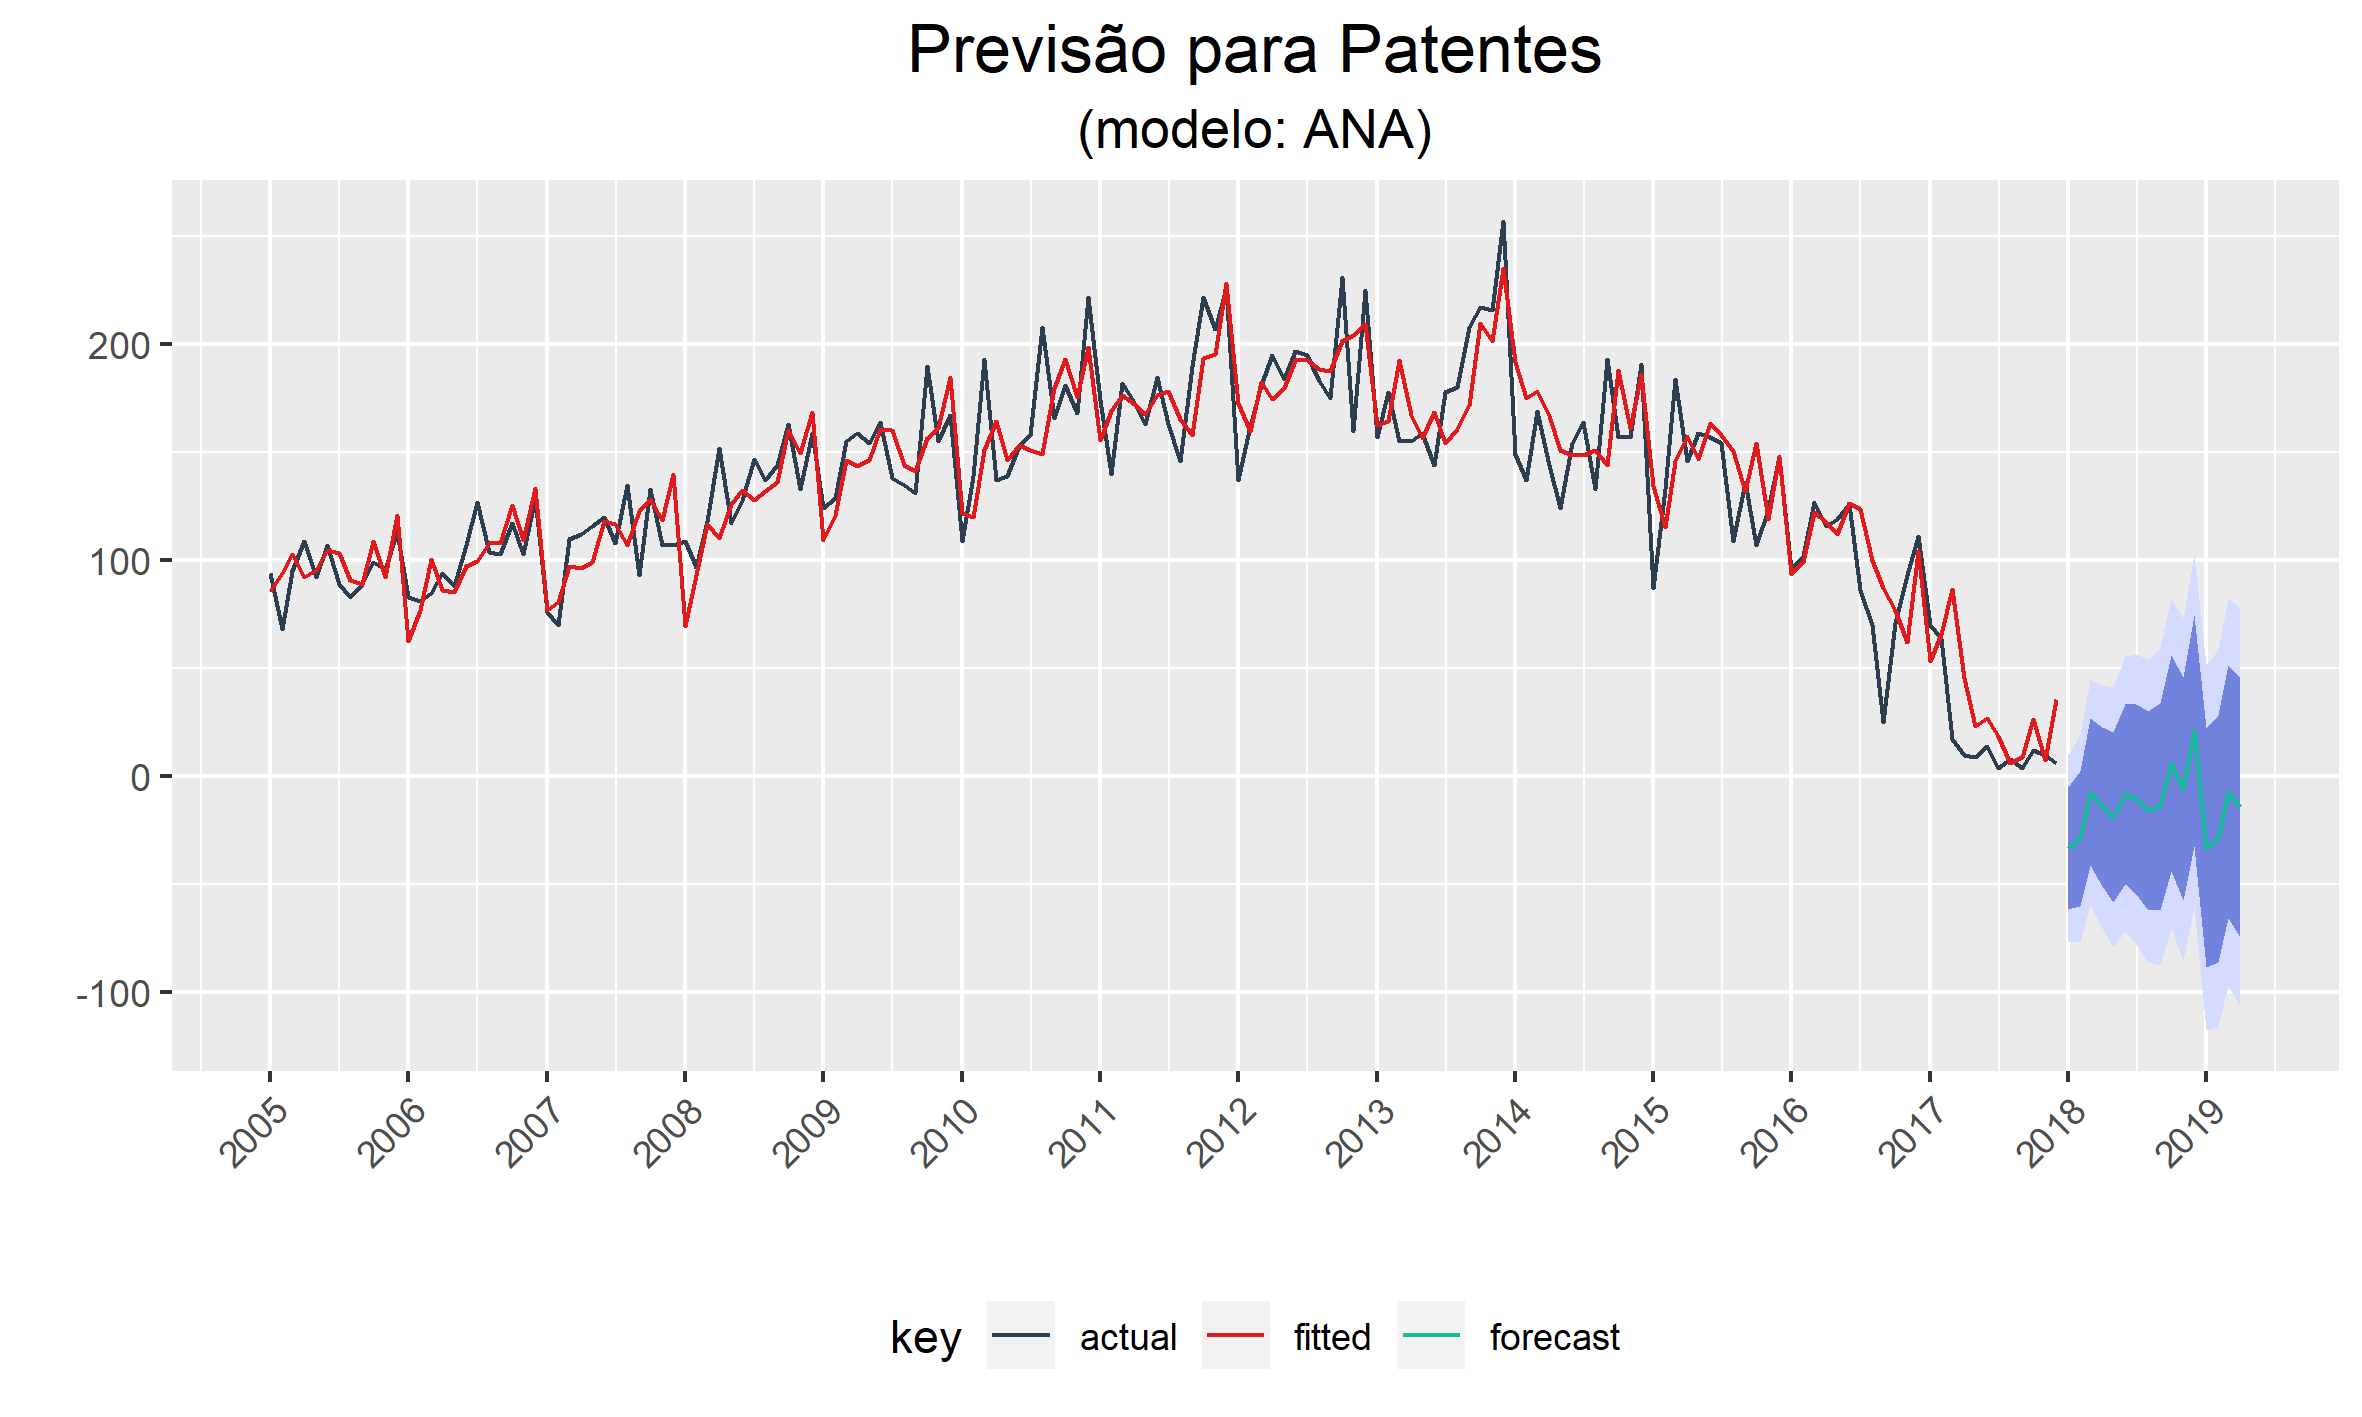 Previsão para Patentes
(modelo: ANA)
200
100
0
-100
2005 2006 2007 2008 2009 2010 2011 2012 2013 2014 2015 2016 2017 2018 2019
key actual fitted forecast